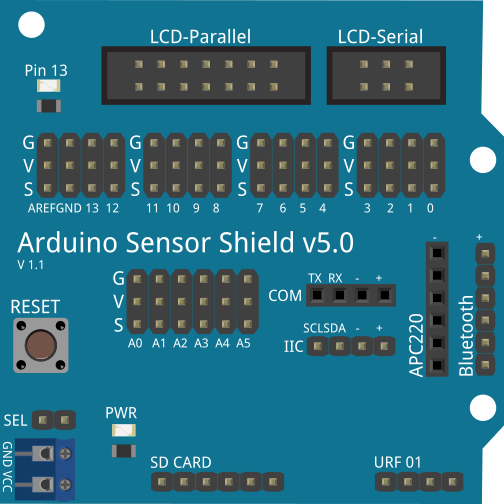 LCD-Parallel
LCD-Serial
Pin 13
G
V
S
AREF GND 13 12
G
V
S
11 10 9 8
G
V
S
7 6 5 4
G
V
S
3 2 1 0
Arduino Sensor Shield v5.0
V 1.1
G
V
S
A0 A1 A2 A3 A4 A5
TX RX - +
COM
SCL SDA - +
IIC
-
APC220
+
Bluetooth
RESET
SEL
GND VCC
PWR
SD CARD
URF 01